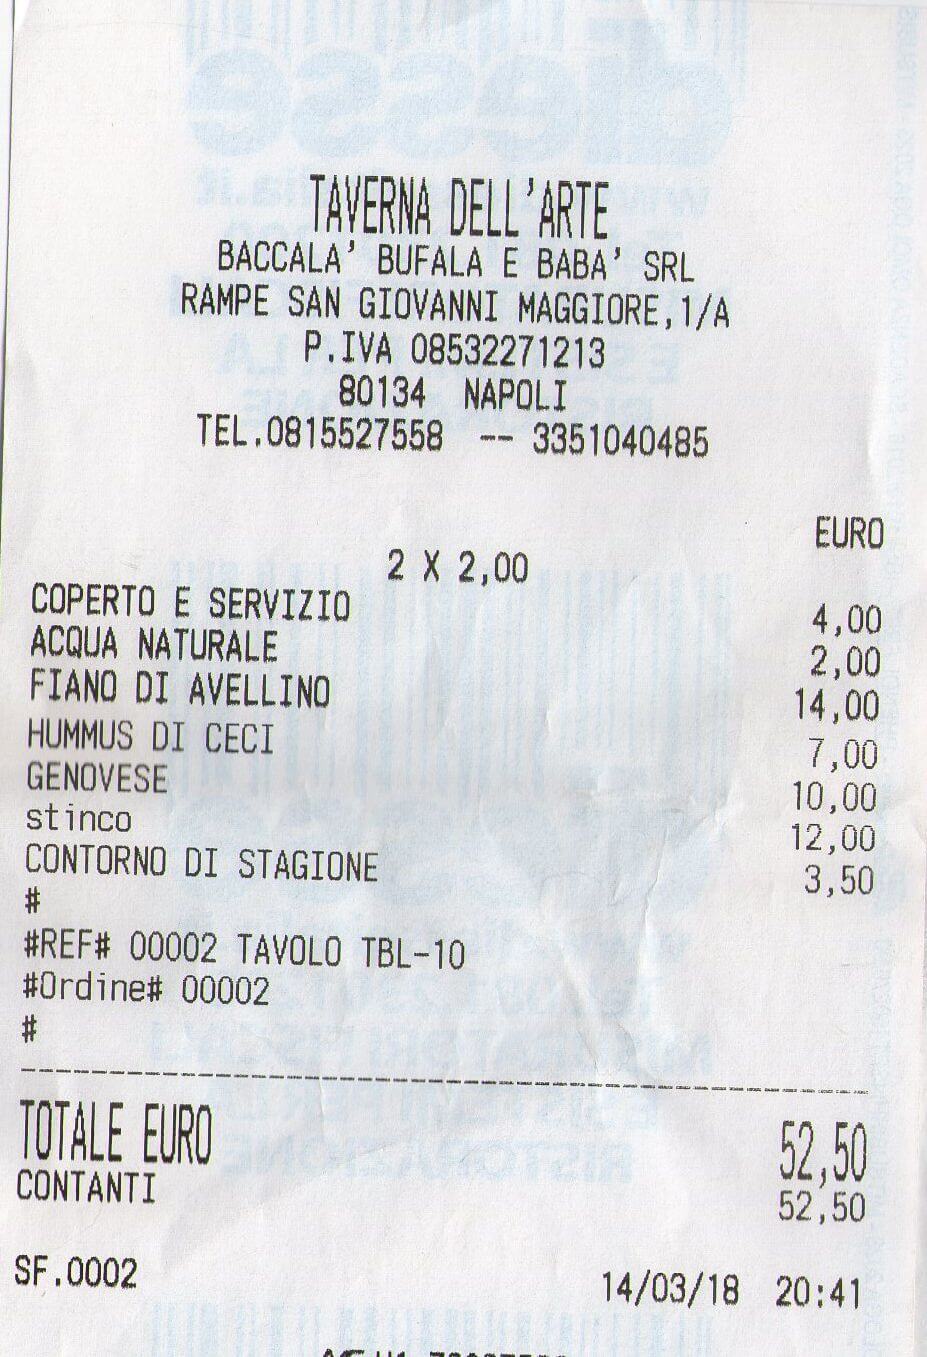 TAVERNA DELL'ARTE
BACCALA' BUFALA E BABA' SRL
RAMPE SAN GIOVANNI MAGGIORE,1/A
P.IVA 08532271213
80134 NAPOLI
TEL.0815527558 -- 3351040485
EURO
2 X 2,00
COPERTO E SERVIZIO 4,00
ACQUA NATURALE 2,00
FIANO DI AVELLINO 14,00
HUMMUS DI CECI 7,00
GENOVESE 10,00
stinco 12,00
CONTORNO DI STAGIONE 3,50
#
#REF# 00002 TAVOLO TBL-10
#Ordine# 00002
#
TOTALE EURO 52,50
CONTANTI 52,50
SF.0002 14/03/18 20:41